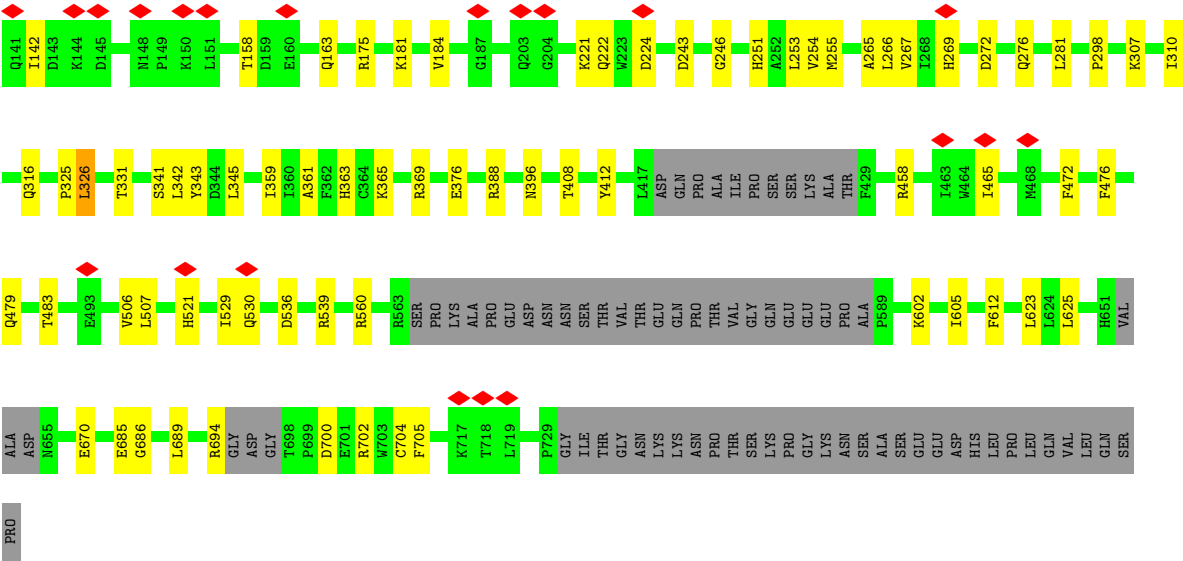 Q141 I142 D143 K144 D145 N148 P149 K150 L151 T158 D159 E160 Q163 R175 K181 V184 G187 Q203 G204 K221 Q222 W223 D224 D243 G246 H251 A252 L253 V254 M255 A265 L266 V267 I268 H269 D272 Q276 L281 P298 K307 I310
Q316 P325 L326 T331 S341 L342 Y343 D344 L345 I359 I360 A361 F362 H363 C364 K365 R369 E376 R388 N396 T408 Y412 L417 ASP GLN PRO ALA ILE PRO SER SER LYS ALA THR F429 R458 I463 W464 I465 M468 F472 F476
Q479 T483 E493 V506 L507 H521 I529 Q530 D536 R539 R560 R563 SER PRO LYS ALA PRO GLU ASP ASN ASN SER THR VAL THR GLU GLN PRO THR VAL GLY GLN GLU GLU GLU PRO ALA P589 K602 I605 F612 L623 L624 L625 H651 VAL
ALA ASP N655 E670 E685 G686 L689 R694 GLY ASP GLY T698 P699 D700 E701 R702 W703 C704 F705 K717 T718 L719 P729 GLY ILE THR GLY ASN LYS LYS ASN PRO THR SER LYS PRO GLY LYS ASN SER ALA SER GLU GLU ASP HIS LEU PRO LEU GLN VAL LEU GLN SER
PRO